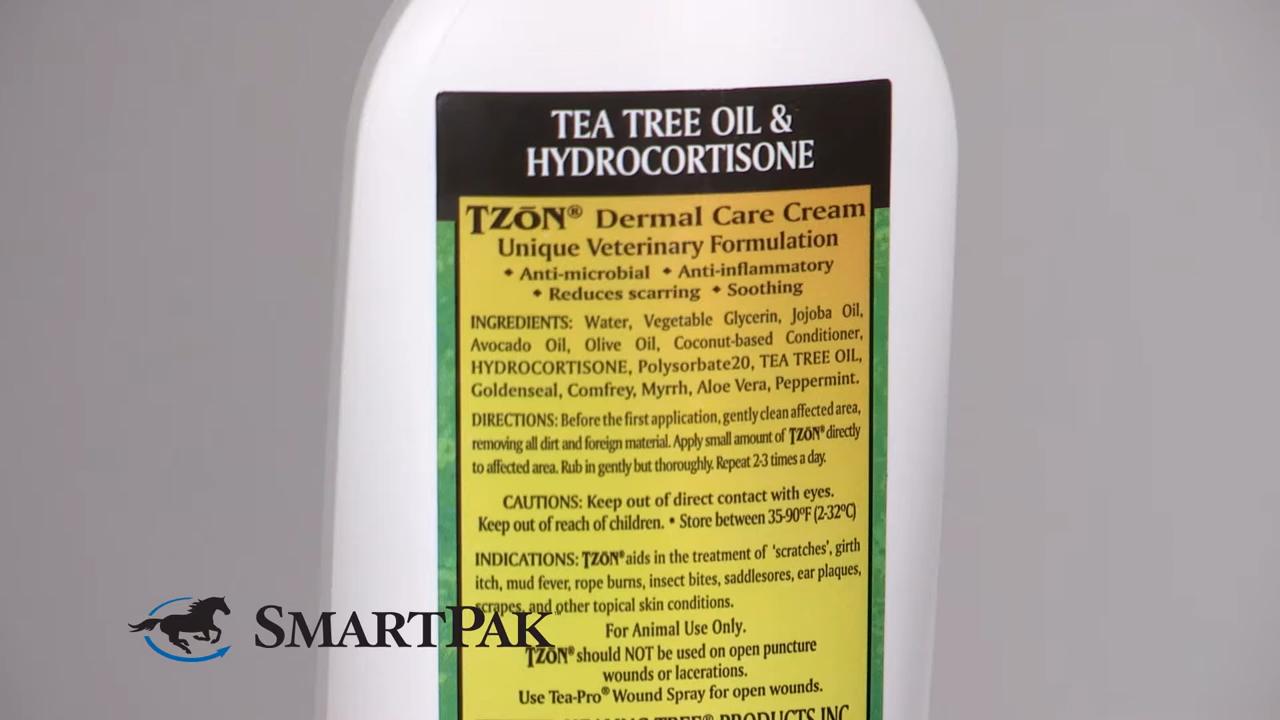 TEA TREE OIL &
HYDROCORTISONE
TZŌN® Dermal Care Cream
Unique Veterinary Formulation
• Anti-microbial • Anti-inflammatory
• Reduces scarring • Soothing
INGREDIENTS: Water, Vegetable Glycerin, Jojoba Oil,
Avocado Oil, Olive Oil, Coconut-based Conditioner,
HYDROCORTISONE, Polysorbate20, TEA TREE OIL,
Goldenseal, Comfrey, Myrrh, Aloe Vera, Peppermint.
DIRECTIONS: Before the first application, gently clean affected area,
removing all dirt and foreign material. Apply small amount of TZŌN® directly
to affected area. Rub in gently but thoroughly. Repeat 2-3 times a day.
CAUTIONS: Keep out of direct contact with eyes.
Keep out of reach of children. • Store between 35-90ºF (2-32ºC)
INDICATIONS: TZŌN® aids in the treatment of 'scratches', girth
itch, mud fever, rope burns, insect bites, saddlesores, ear plaques,
scrapes, and other topical skin conditions.
For Animal Use Only.
TZŌN® should NOT be used on open puncture
wounds or lacerations.
Use Tea-Pro® Wound Spray for open wounds.
TREE® PRODUCTS INC
SMARTPAK